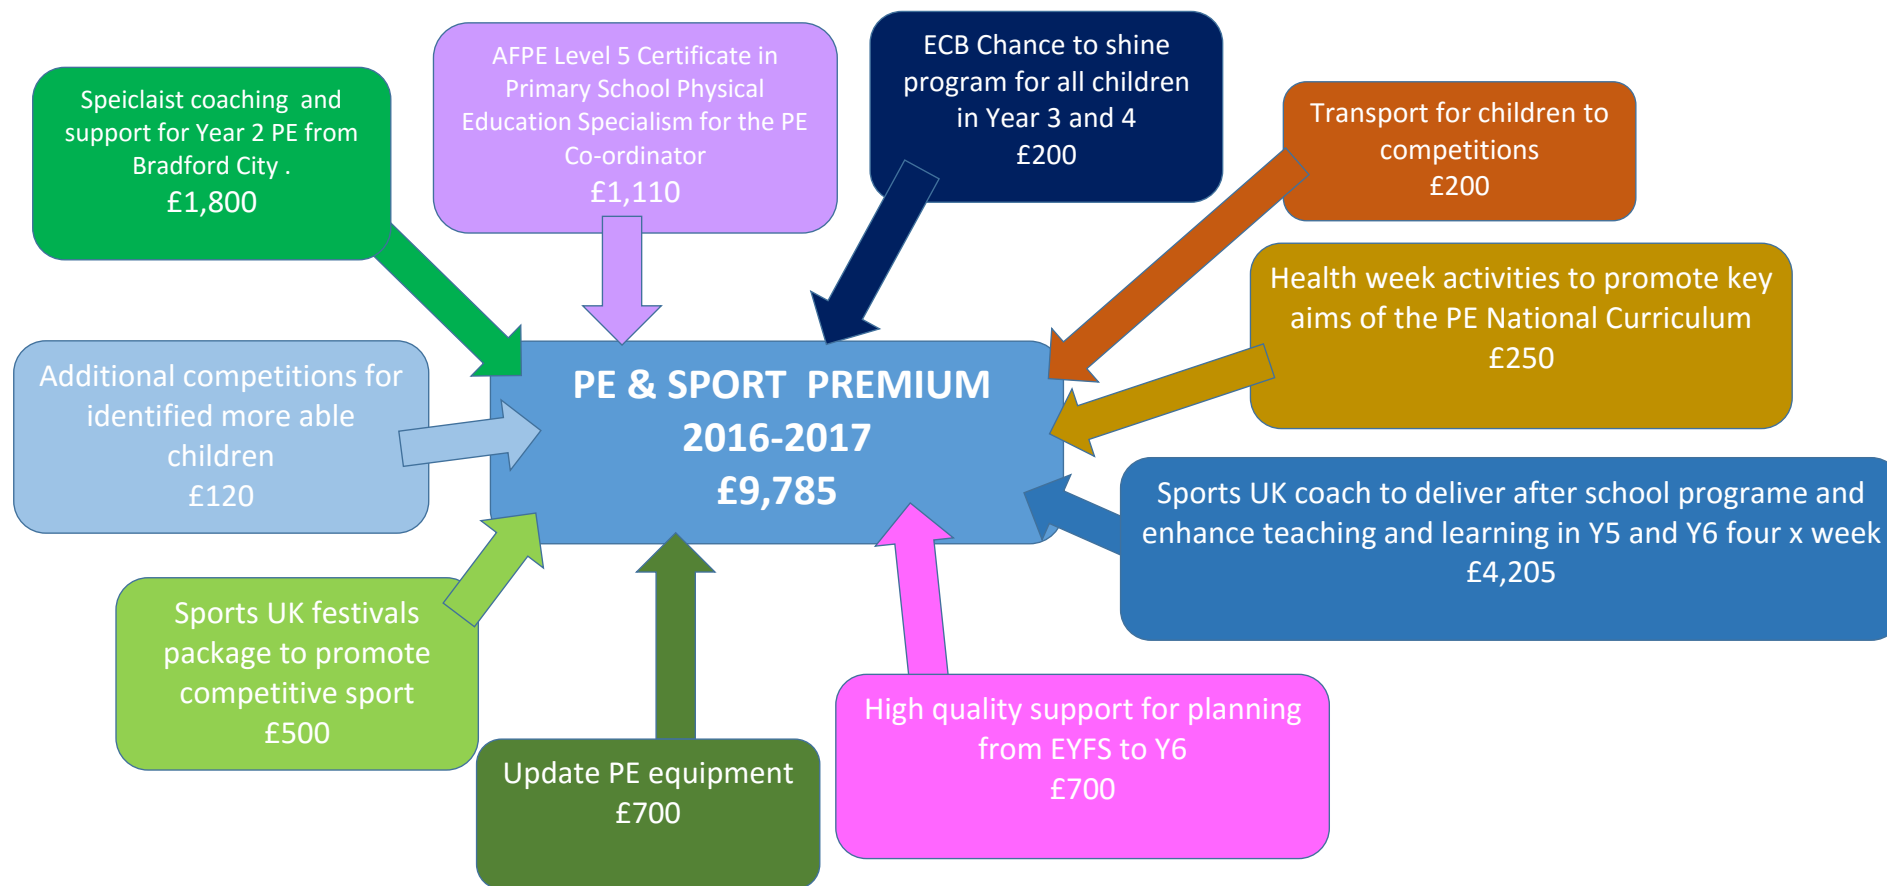 Speiclaist coaching and
support for Year 2 PE from
Bradford City .
£1,800
AFPE Level 5 Certificate in
Primary School Physical
Education Specialism for the PE
Co-ordinator
£1,110
ECB Chance to shine
program for all children
in Year 3 and 4
£200
Transport for children to
competitions
£200
Health week activities to promote key
aims of the PE National Curriculum
£250
Additional competitions for
identified more able
children
£120
PE & SPORT PREMIUM
2016-2017
£9,785
Sports UK coach to deliver after school programe and
enhance teaching and learning in Y5 and Y6 four x week
£4,205
Sports UK festivals
package to promote
competitive sport
£500
Update PE equipment
£700
High quality support for planning
from EYFS to Y6
£700